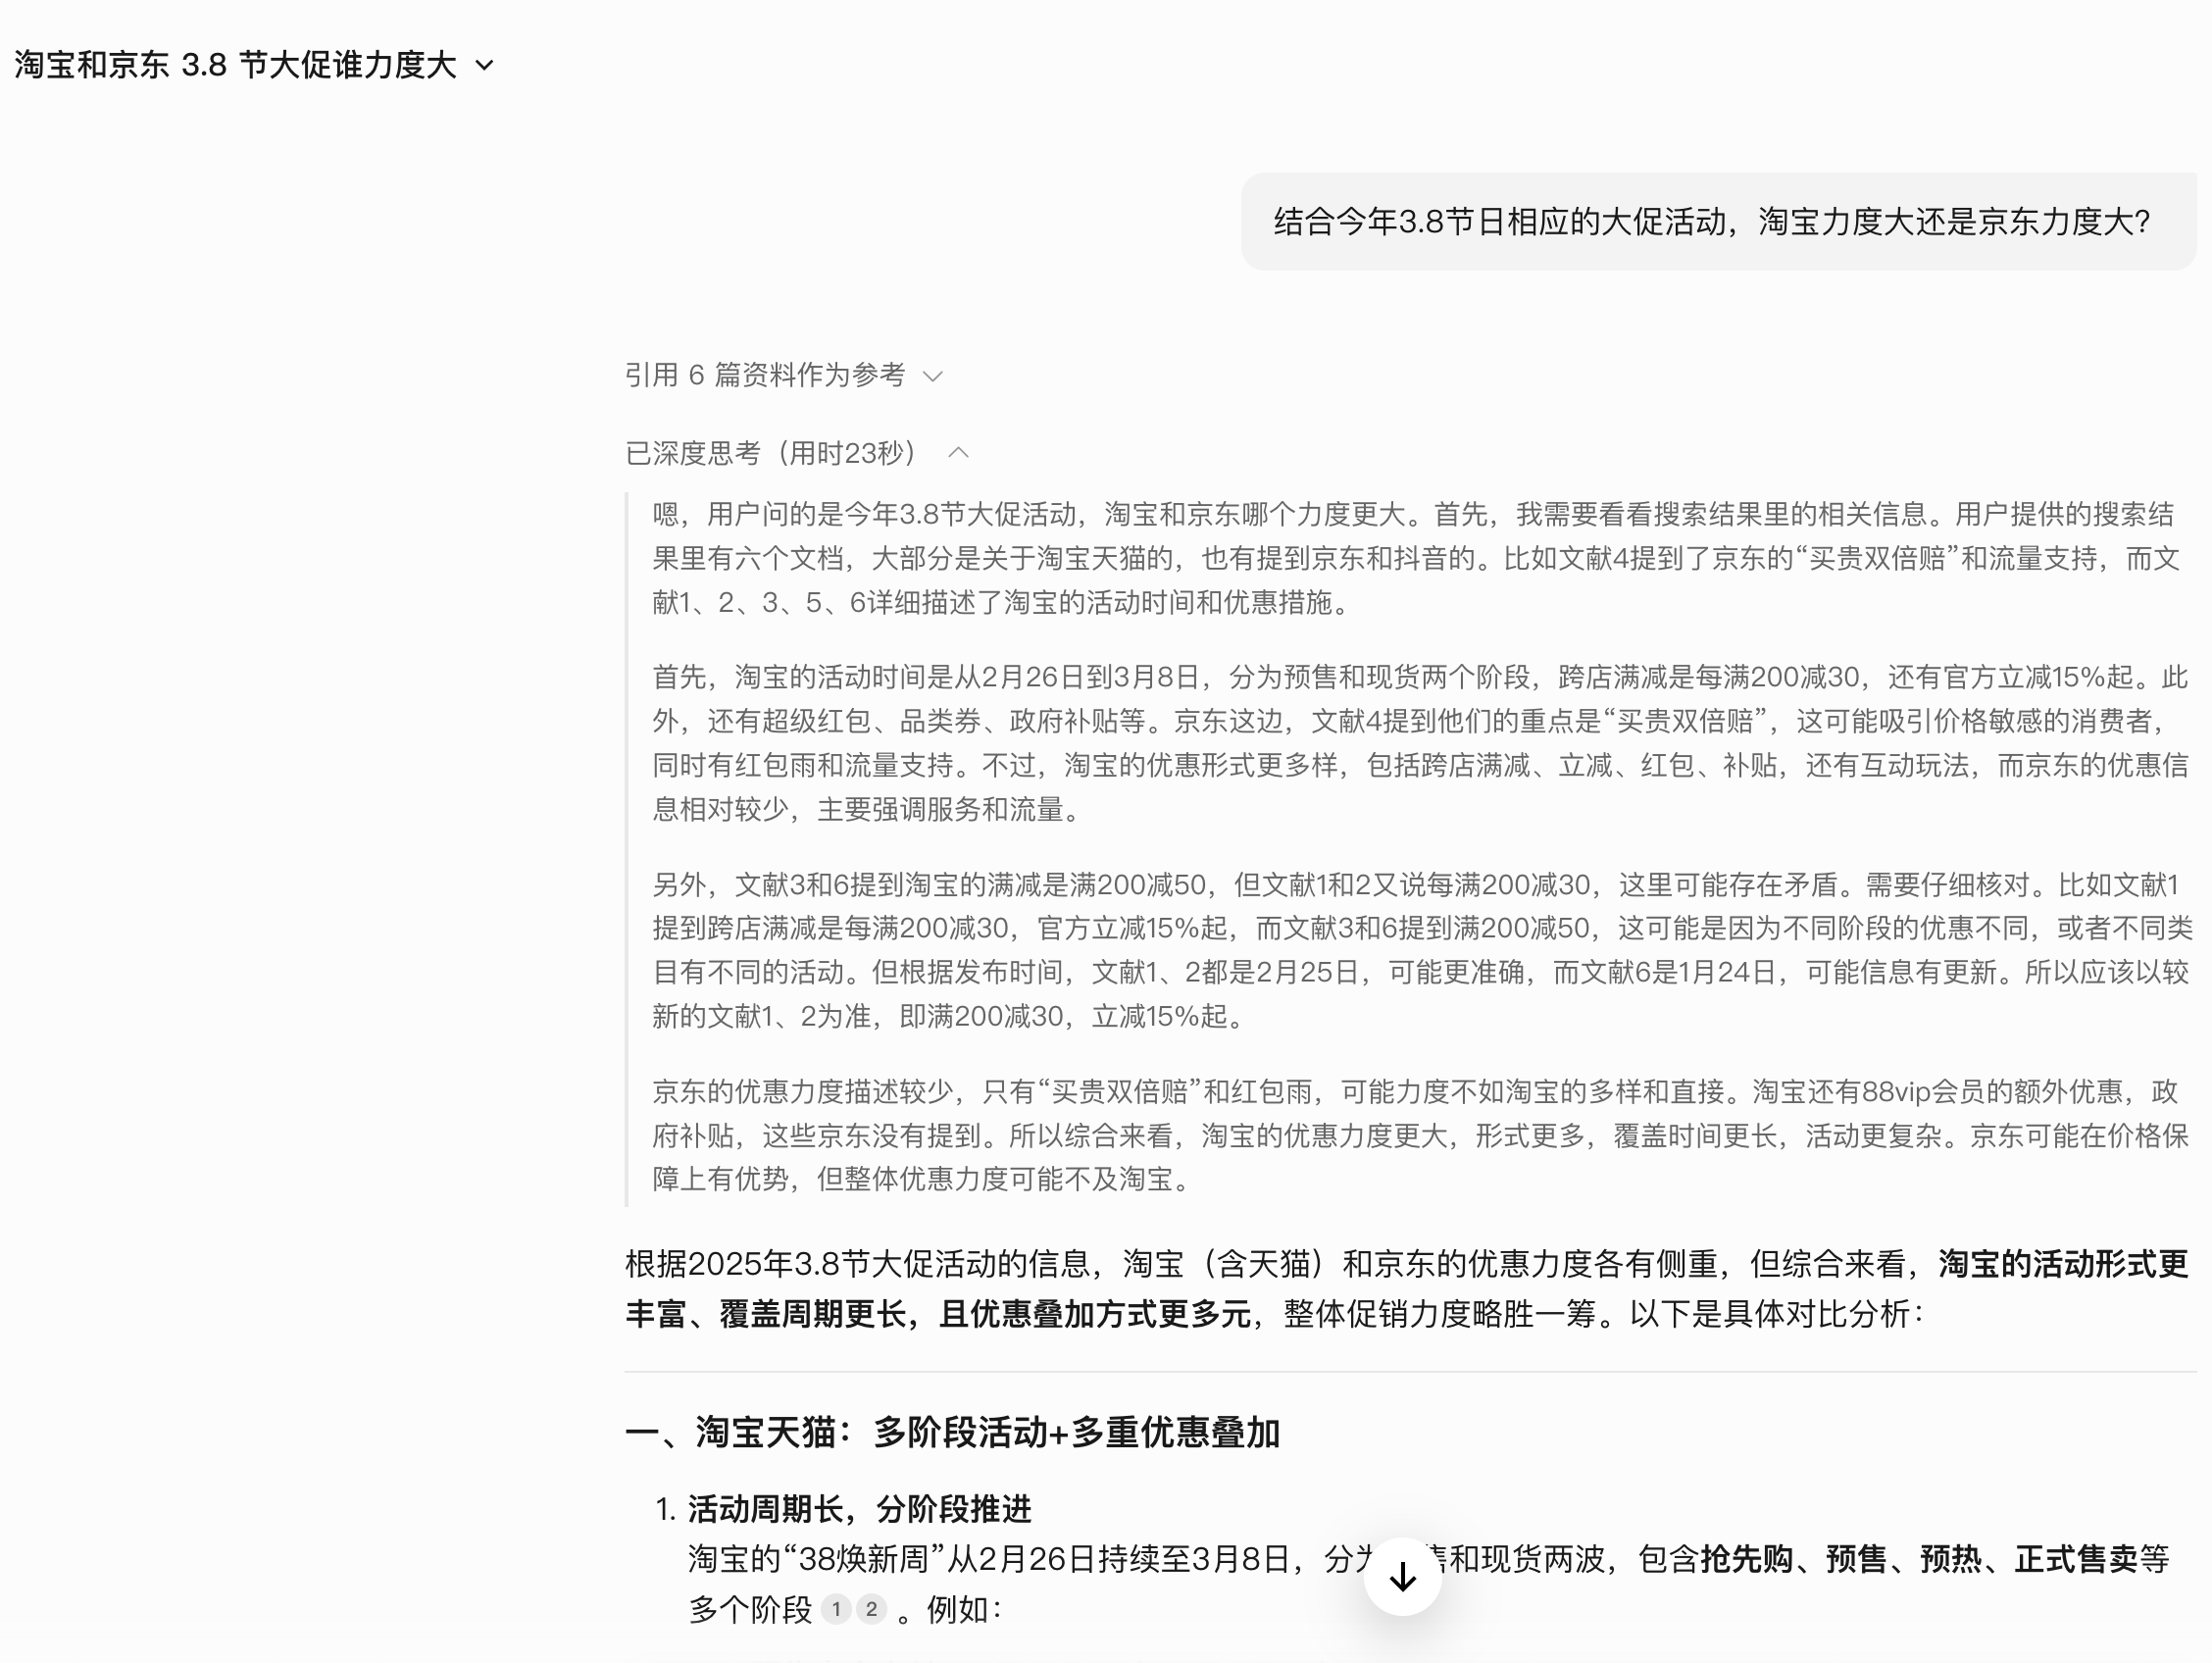 淘宝和京东 3.8 节大促谁力度大
结合今年3.8节日相应的大促活动，淘宝力度大还是京东力度大？
引用 6 篇资料作为参考
已深度思考（用时23秒）
嗯，用户问的是今年3.8节大促活动，淘宝和京东哪个力度更大。首先，我需要看看搜索结果里的相关信息。用户提供的搜索结
果里有六个文档，大部分是关于淘宝天猫的，也有提到京东和抖音的。比如文献4提到了京东的“买贵双倍赔”和流量支持，而文
献1、2、3、5、6详细描述了淘宝的活动时间和优惠措施。
首先，淘宝的活动时间是从2月26日到3月8日，分为预售和现货两个阶段，跨店满减是每满200减30，还有官方立减15%起。此
外，还有超级红包、品类券、政府补贴等。京东这边，文献4提到他们的重点是“买贵双倍赔”，这可能吸引价格敏感的消费者，
同时有红包雨和流量支持。不过，淘宝的优惠形式更多样，包括跨店满减、立减、红包、补贴，还有互动玩法，而京东的优惠信
息相对较少，主要强调服务和流量。
另外，文献3和6提到淘宝的满减是满200减50，但文献1和2又说每满200减30，这里可能存在矛盾。需要仔细核对。比如文献1
提到跨店满减是每满200减30，官方立减15%起，而文献3和6提到满200减50，这可能是因为不同阶段的优惠不同，或者不同类
目有不同的活动。但根据发布时间，文献1、2都是2月25日，可能更准确，而文献6是1月24日，可能信息有更新。所以应该以较
新的文献1、2为准，即满200减30，立减15%起。
京东的优惠力度描述较少，只有“买贵双倍赔”和红包雨，可能力度不如淘宝的多样和直接。淘宝还有88vip会员的额外优惠，政
府补贴，这些京东没有提到。所以综合来看，淘宝的优惠力度更大，形式更多，覆盖时间更长，活动更复杂。京东可能在价格保
障上有优势，但整体优惠力度可能不及淘宝。
根据2025年3.8节大促活动的信息，淘宝（含天猫）和京东的优惠力度各有侧重，但综合来看，淘宝的活动形式更
丰富、覆盖周期更长，且优惠叠加方式更多元，整体促销力度略胜一筹。以下是具体对比分析：
一、淘宝天猫：多阶段活动+多重优惠叠加
1. 活动周期长，分阶段推进
淘宝的“38焕新周”从2月26日持续至3月8日，分 和现货两波，包含抢先购、预售、预热、正式售卖等
多个阶段 1 2 。例如：